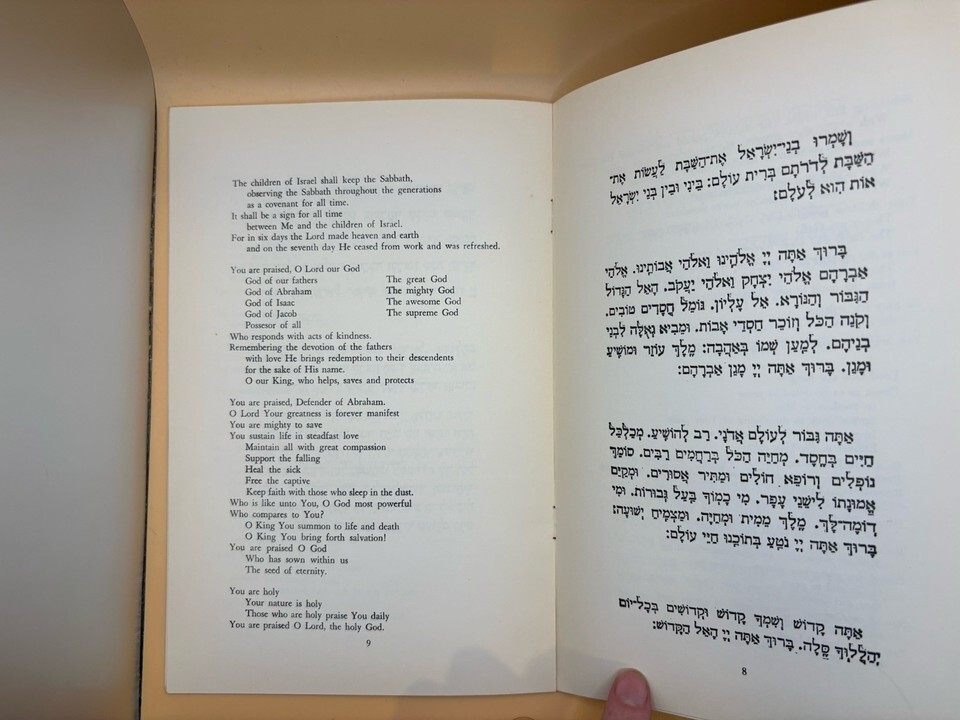 וְשָׁמְרוּ בְנֵי־יִשְׂרָאֵל אֶת־הַשַּׁבָּת לַעֲשׂוֹת אֶת־
הַשַּׁבָּת לְדֹרֹתָם בְּרִית עוֹלָם: בֵּינִי וּבֵין בְּנֵי יִשְׂרָאֵל
אוֹת הִוא לְעֹלָם:
בָּרוּךְ אַתָּה יְיָ אֱלֹהֵינוּ וֵאלֹהֵי אֲבוֹתֵינוּ. אֱלֹהֵי
אַבְרָהָם אֱלֹהֵי יִצְחָק וֵאלֹהֵי יַעֲקֹב. הָאֵל הַגָּדוֹל
הַגִּבּוֹר וְהַנּוֹרָא. אֵל עֶלְיוֹן. גּוֹמֵל חֲסָדִים טוֹבִים.
וְקֹנֵה הַכֹּל וְזוֹכֵר חַסְדֵי אָבוֹת. וּמֵבִיא גְאֻלָּה לִבְנֵי
בְנֵיהֶם. לְמַעַן שְׁמוֹ בְּאַהֲבָה: מֶלֶךְ עוֹזֵר וּמוֹשִׁיעַ
וּמָגֵן. בָּרוּךְ אַתָּה יְיָ מָגֵן אַבְרָהָם:
אַתָּה גִּבּוֹר לְעוֹלָם אֲדֹנָי. רַב לְהוֹשִׁיעַ. מְכַלְכֵּל
חַיִּים בְּחֶסֶד. מְחַיֵּה הַכֹּל בְּרַחֲמִים רַבִּים. סוֹמֵךְ
נוֹפְלִים וְרוֹפֵא חוֹלִים וּמַתִּיר אֲסוּרִים. וּמְקַיֵּם
אֱמוּנָתוֹ לִישֵׁנֵי עָפָר. מִי כָמוֹךָ בַּעַל גְּבוּרוֹת. וּמִי
דוֹמֶה־לָּךְ. מֶלֶךְ מֵמִית וּמְחַיֵּה. וּמַצְמִיחַ יְשׁוּעָה:
בָּרוּךְ אַתָּה יְיָ נֹטֵעַ בְּתוֹכֵנוּ חַיֵּי עוֹלָם:
אַתָּה קָדוֹשׁ וְשִׁמְךָ קָדוֹשׁ וּקְדוֹשִׁים בְּכָל־יוֹם
יְהַלְלוּךָ סֶּלָה. בָּרוּךְ אַתָּה יְיָ הָאֵל הַקָּדוֹשׁ:
8
The children of Israel shall keep the Sabbath,
observing the Sabbath throughout the generations
as a covenant for all time.
It shall be a sign for all time
between Me and the children of Israel.
For in six days the Lord made heaven and earth
and on the seventh day He ceased from work and was refreshed.
You are praised, O Lord our God
God of our fathers The great God
God of Abraham The mighty God
God of Isaac The awesome God
God of Jacob The supreme God
Possesor of all
Who responds with acts of kindness.
Remembering the devotion of the fathers
with love He brings redemption to their descendents
for the sake of His name.
O our King, who helps, saves and protects
You are praised, Defender of Abraham.
O Lord Your greatness is forever manifest
You are mighty to save
You sustain life in steadfast love
Maintain all with great compassion
Support the falling
Heal the sick
Free the captive
Keep faith with those who sleep in the dust.
Who is like unto You, O God most powerful
Who compares to You?
O King You summon to life and death
O King You bring forth salvation!
You are praised O God
Who has sown within us
The seed of eternity.
You are holy
Your nature is holy
Those who are holy praise You daily
You are praised O Lord, the holy God.
9